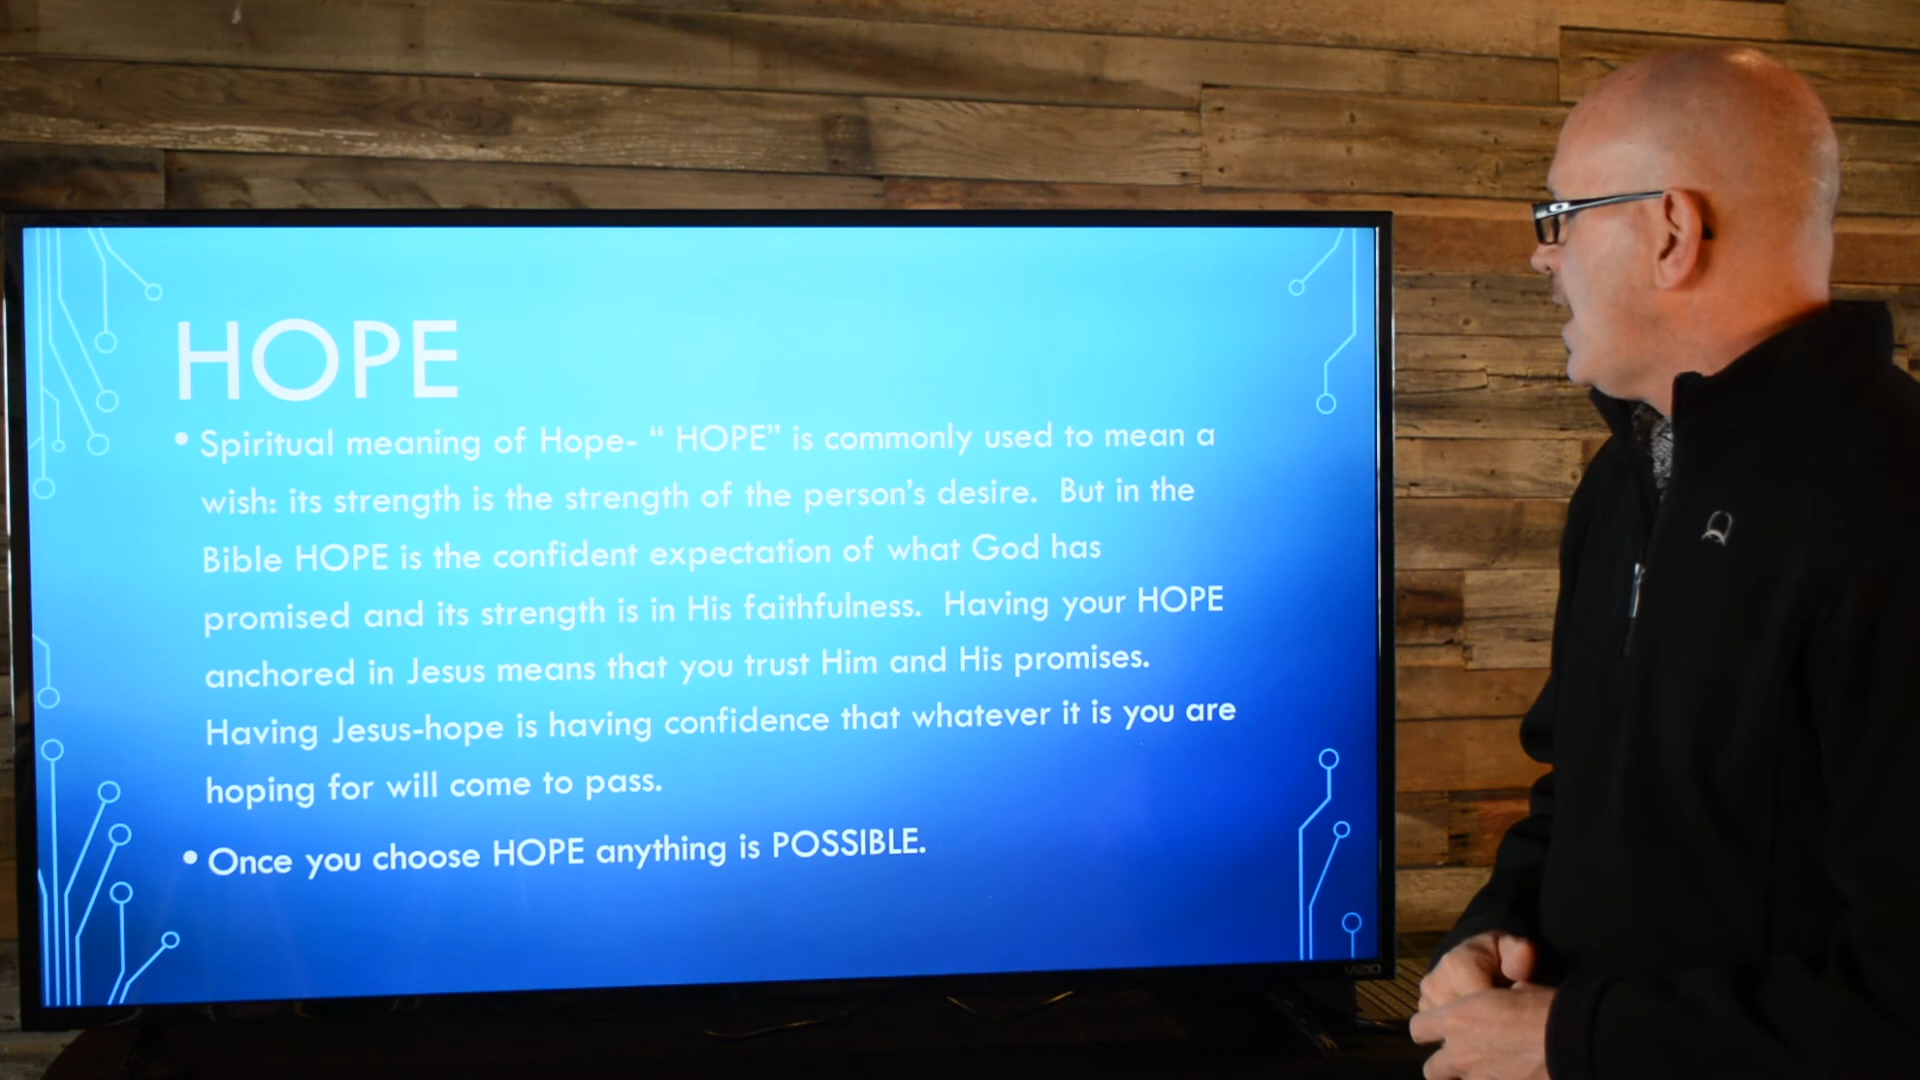 HOPE
• Spiritual meaning of Hope- “ HOPE” is commonly used to mean a
wish: its strength is the strength of the person’s desire. But in the
Bible HOPE is the confident expectation of what God has
promised and its strength is in His faithfulness. Having your HOPE
anchored in Jesus means that you trust Him and His promises.
Having Jesus-hope is having confidence that whatever it is you are
hoping for will come to pass.
• Once you choose HOPE anything is POSSIBLE.
VIZIO